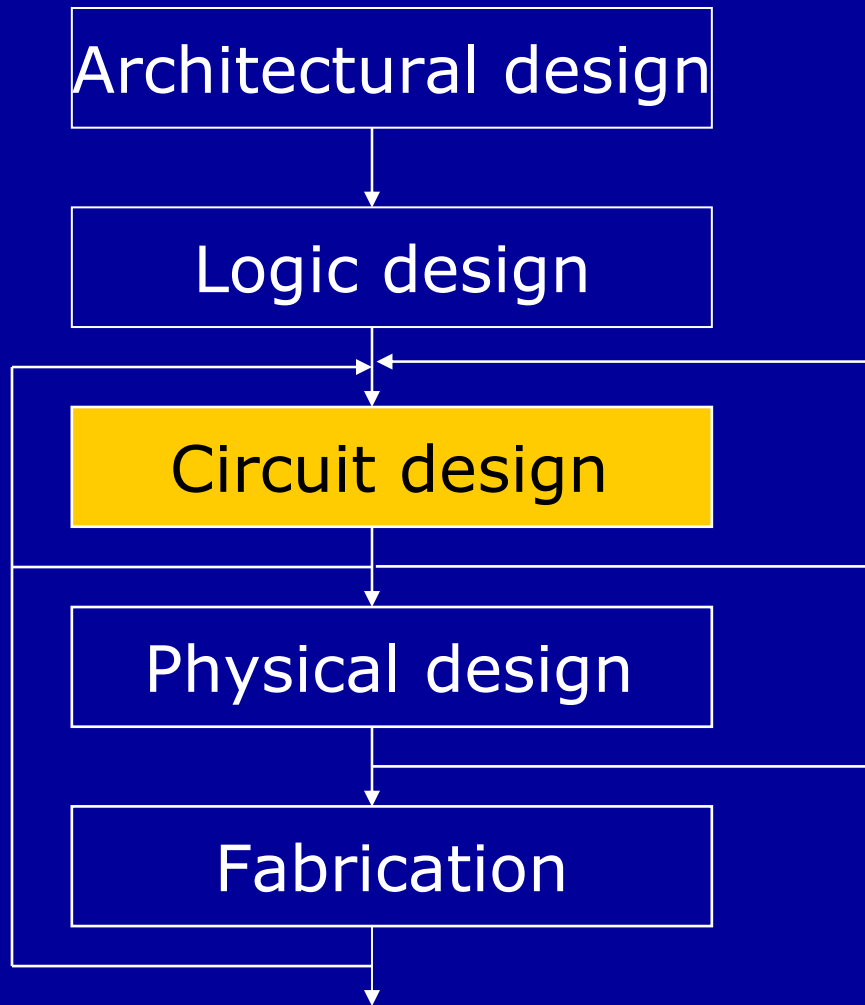 Architectural design
Logic design
Circuit design
Physical design
Fabrication